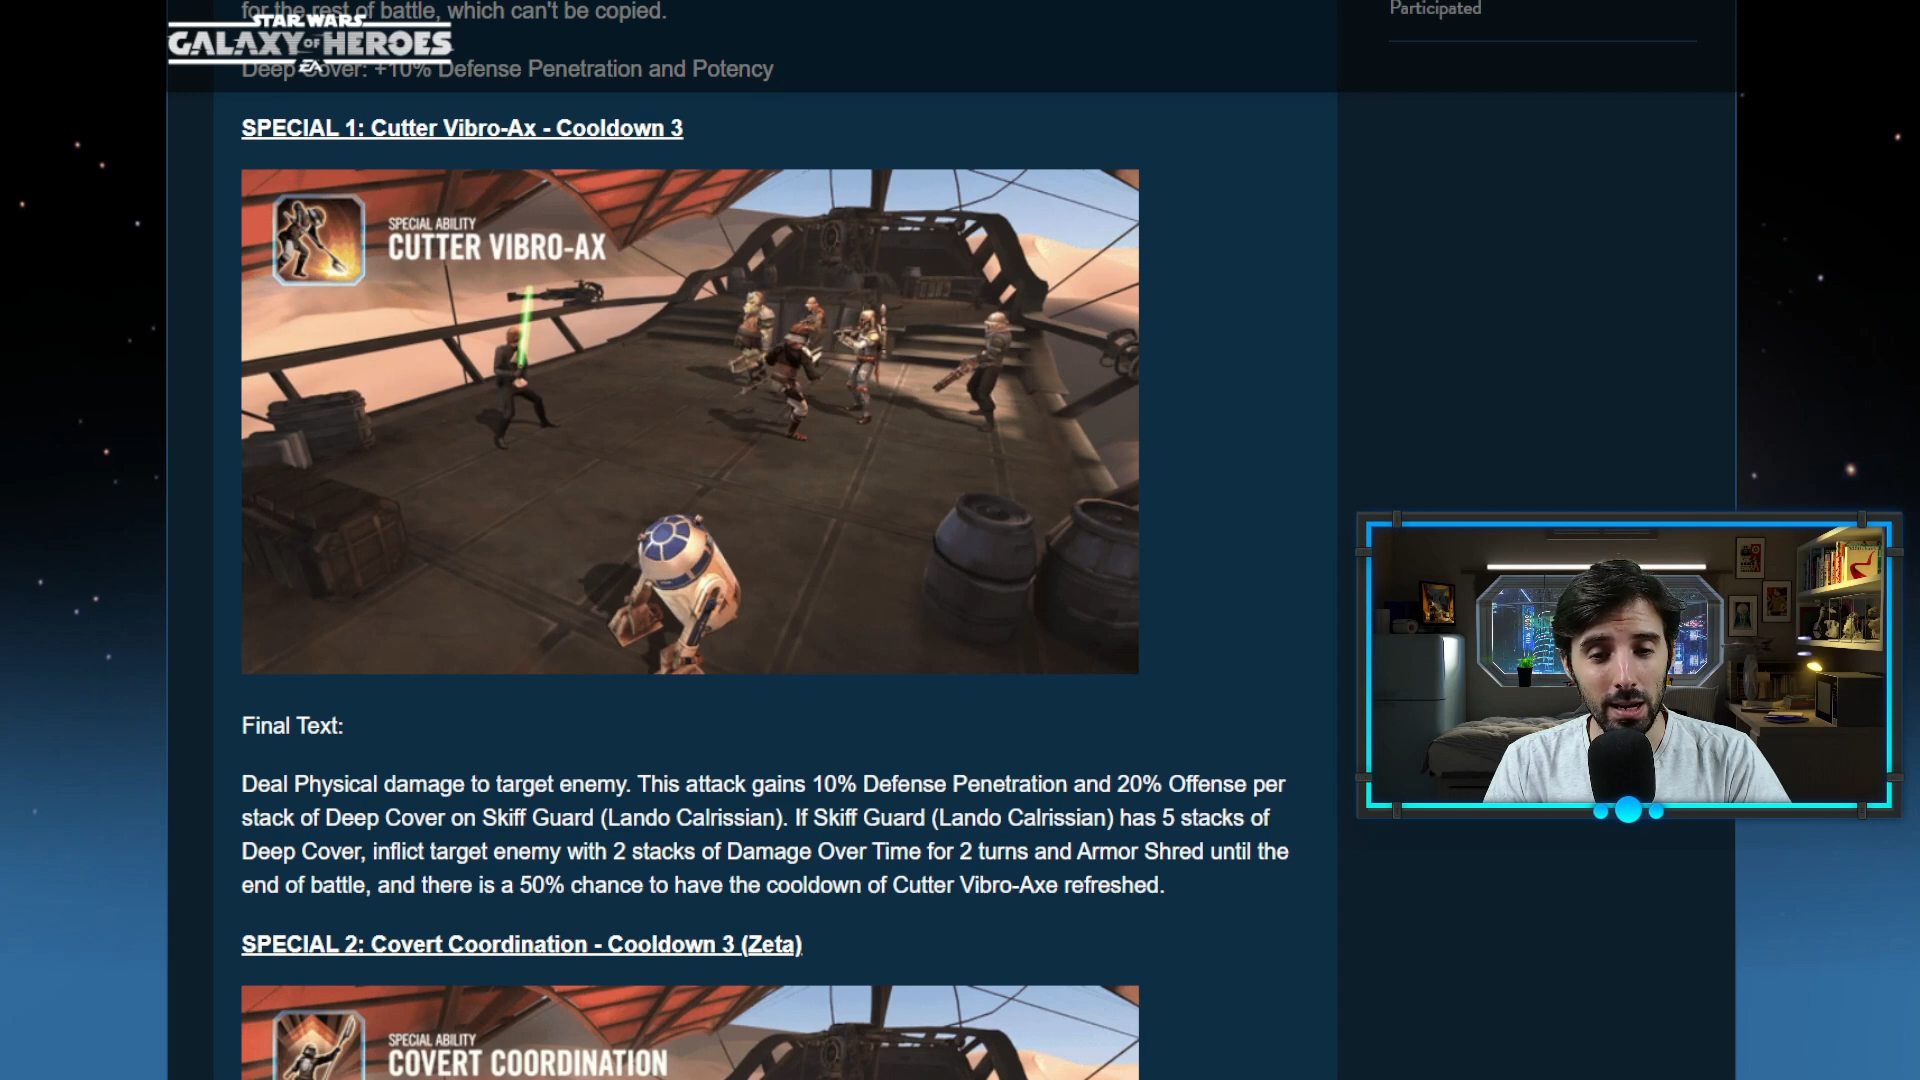 for the rest of battle, which can't be copied.
Participated
STAR WARS
GALAXY OF HEROES
EA
Deep Cover: +10% Defense Penetration and Potency
SPECIAL 1: Cutter Vibro-Ax - Cooldown 3
SPECIAL ABILITY
CUTTER VIBRO-AX
Final Text:
Deal Physical damage to target enemy. This attack gains 10% Defense Penetration and 20% Offense per
stack of Deep Cover on Skiff Guard (Lando Calrissian). If Skiff Guard (Lando Calrissian) has 5 stacks of
Deep Cover, inflict target enemy with 2 stacks of Damage Over Time for 2 turns and Armor Shred until the
end of battle, and there is a 50% chance to have the cooldown of Cutter Vibro-Axe refreshed.
SPECIAL 2: Covert Coordination - Cooldown 3 (Zeta)
SPECIAL ABILITY
COVERT COORDINATION